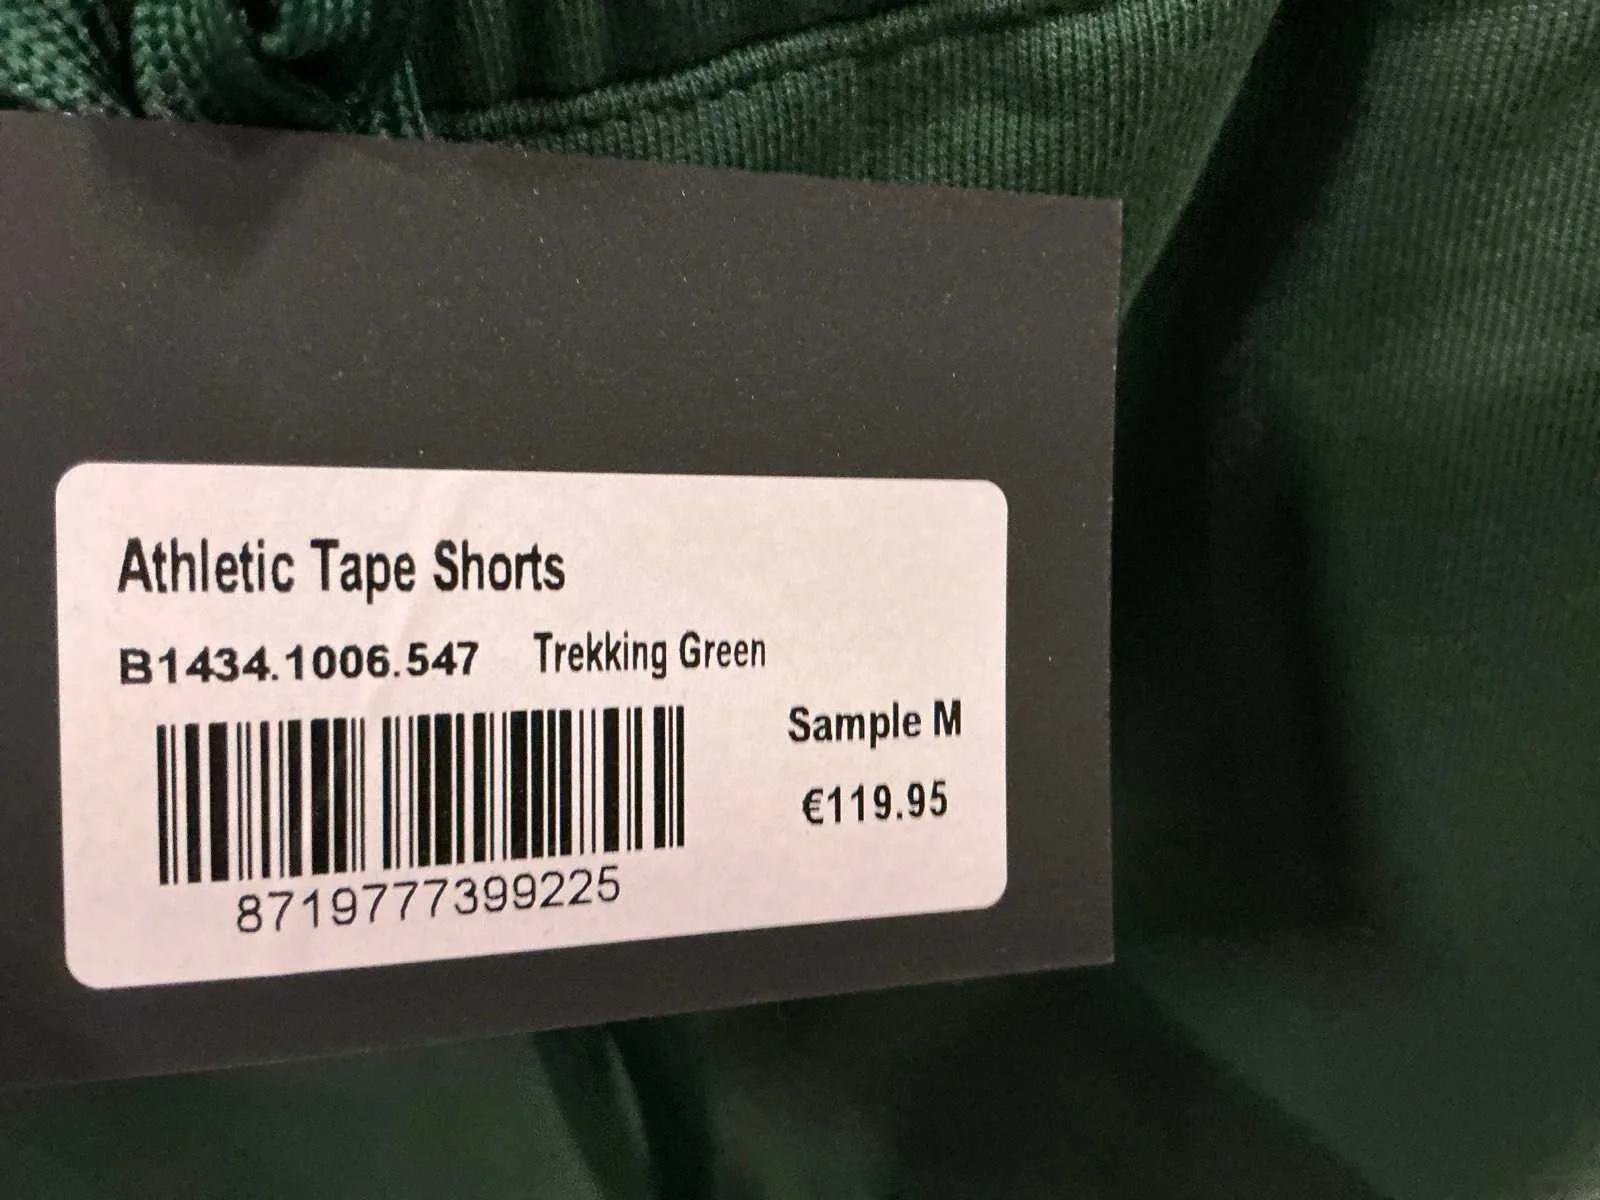 Athletic Tape Shorts
B1434.1006.547 Trekking Green
Sample M
€119.95
8719777399225